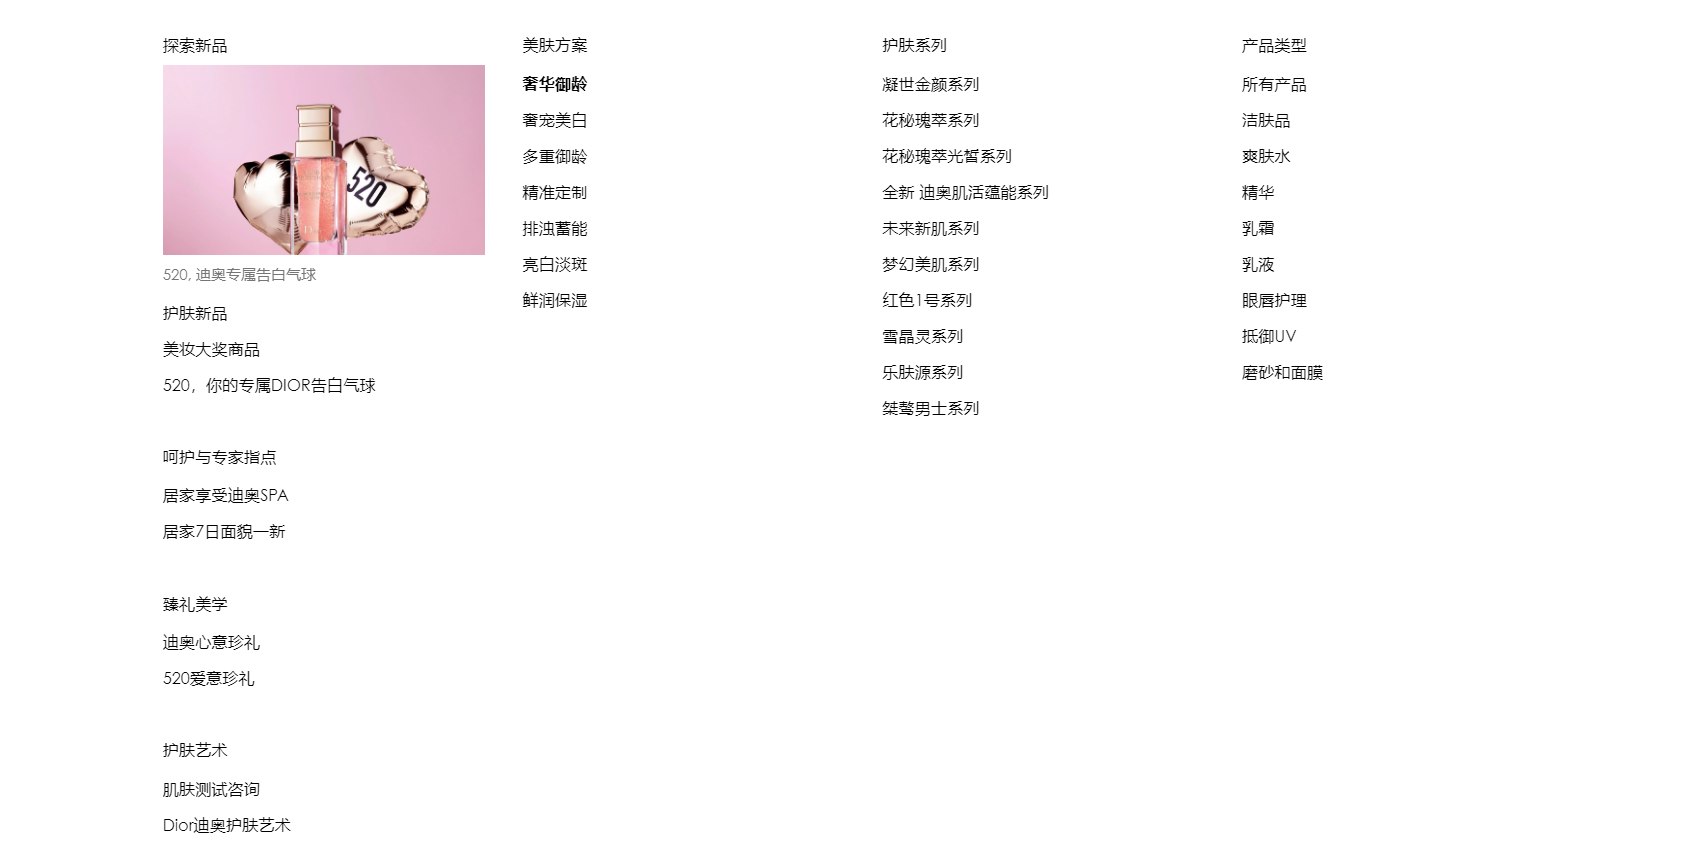 探索新品
520
520, 迪奥专属告白气球
护肤新品
美妆大奖商品
520，你的专属DIOR告白气球
呵护与专家指点
居家享受迪奥SPA
居家7日面貌一新
臻礼美学
迪奥心意珍礼
520爱意珍礼
护肤艺术
肌肤测试咨询
Dior迪奥护肤艺术
美肤方案
奢华御龄
奢宠美白
多重御龄
精准定制
排浊蓄能
亮白淡斑
鲜润保湿
护肤系列
凝世金颜系列
花秘瑰萃系列
花秘瑰萃光皙系列
全新 迪奥肌活蕴能系列
未来新肌系列
梦幻美肌系列
红色1号系列
雪晶灵系列
乐肤源系列
桀骜男士系列
产品类型
所有产品
洁肤品
爽肤水
精华
乳霜
乳液
眼唇护理
抵御UV
磨砂和面膜